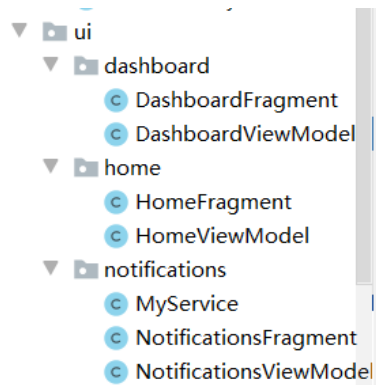 ui
dashboard
C DashboardFragment
C DashboardViewModel
home
C HomeFragment
C HomeViewModel
notifications
C MyService
C NotificationsFragment
C NotificationsViewModel